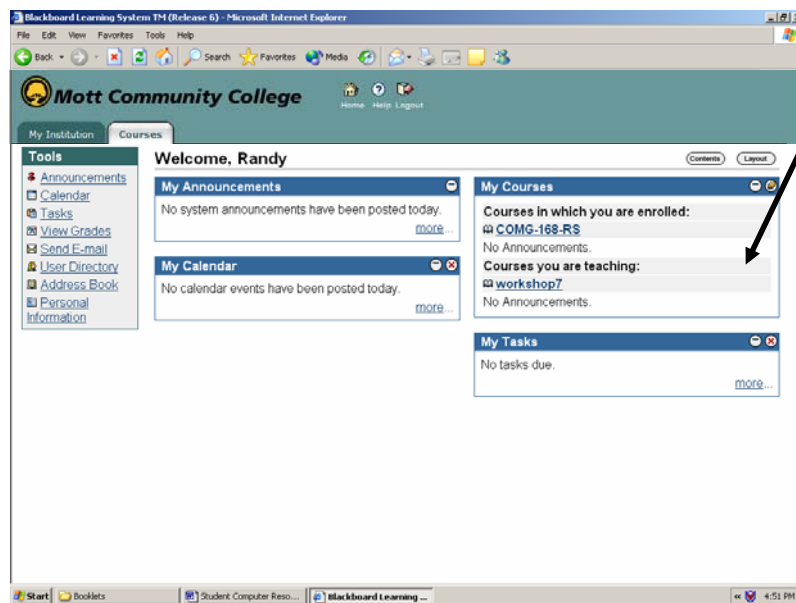 Blackboard Learning System TM (Release 6) - Microsoft Internet Explorer
File Edit View Favorites Tools Help
Back Search Favorites Media
Mott Community College
Home Help Logout
My Institution Courses
Tools
Announcements
Calendar
Tasks
View Grades
Send E-mail
User Directory
Address Book
Personal
Information
Welcome, Randy
Contents Layout
My Announcements
No system announcements have been posted today.
more...
My Calendar
No calendar events have been posted today.
more...
My Courses
Courses in which you are enrolled:
COMG-168-RS
No Announcements.
Courses you are teaching:
workshop7
No Announcements.
My Tasks
No tasks due.
more...
Start Booklets Student Computer Reso... Blackboard Learning ... 4:51 PM